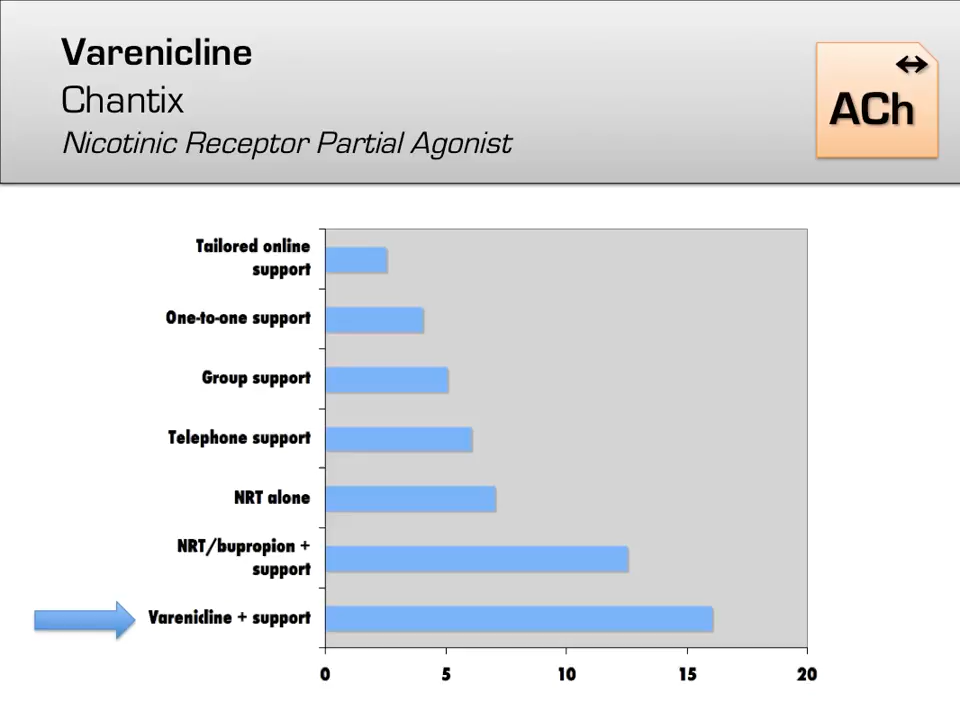 Varenicline
Chantix
Nicotinic Receptor Partial Agonist
↔
ACh
Tailored online
support
One-to-one support
Group support
Telephone support
NRT alone
NRT/bupropion +
support
Varenicline + support
0 5 10 15 20